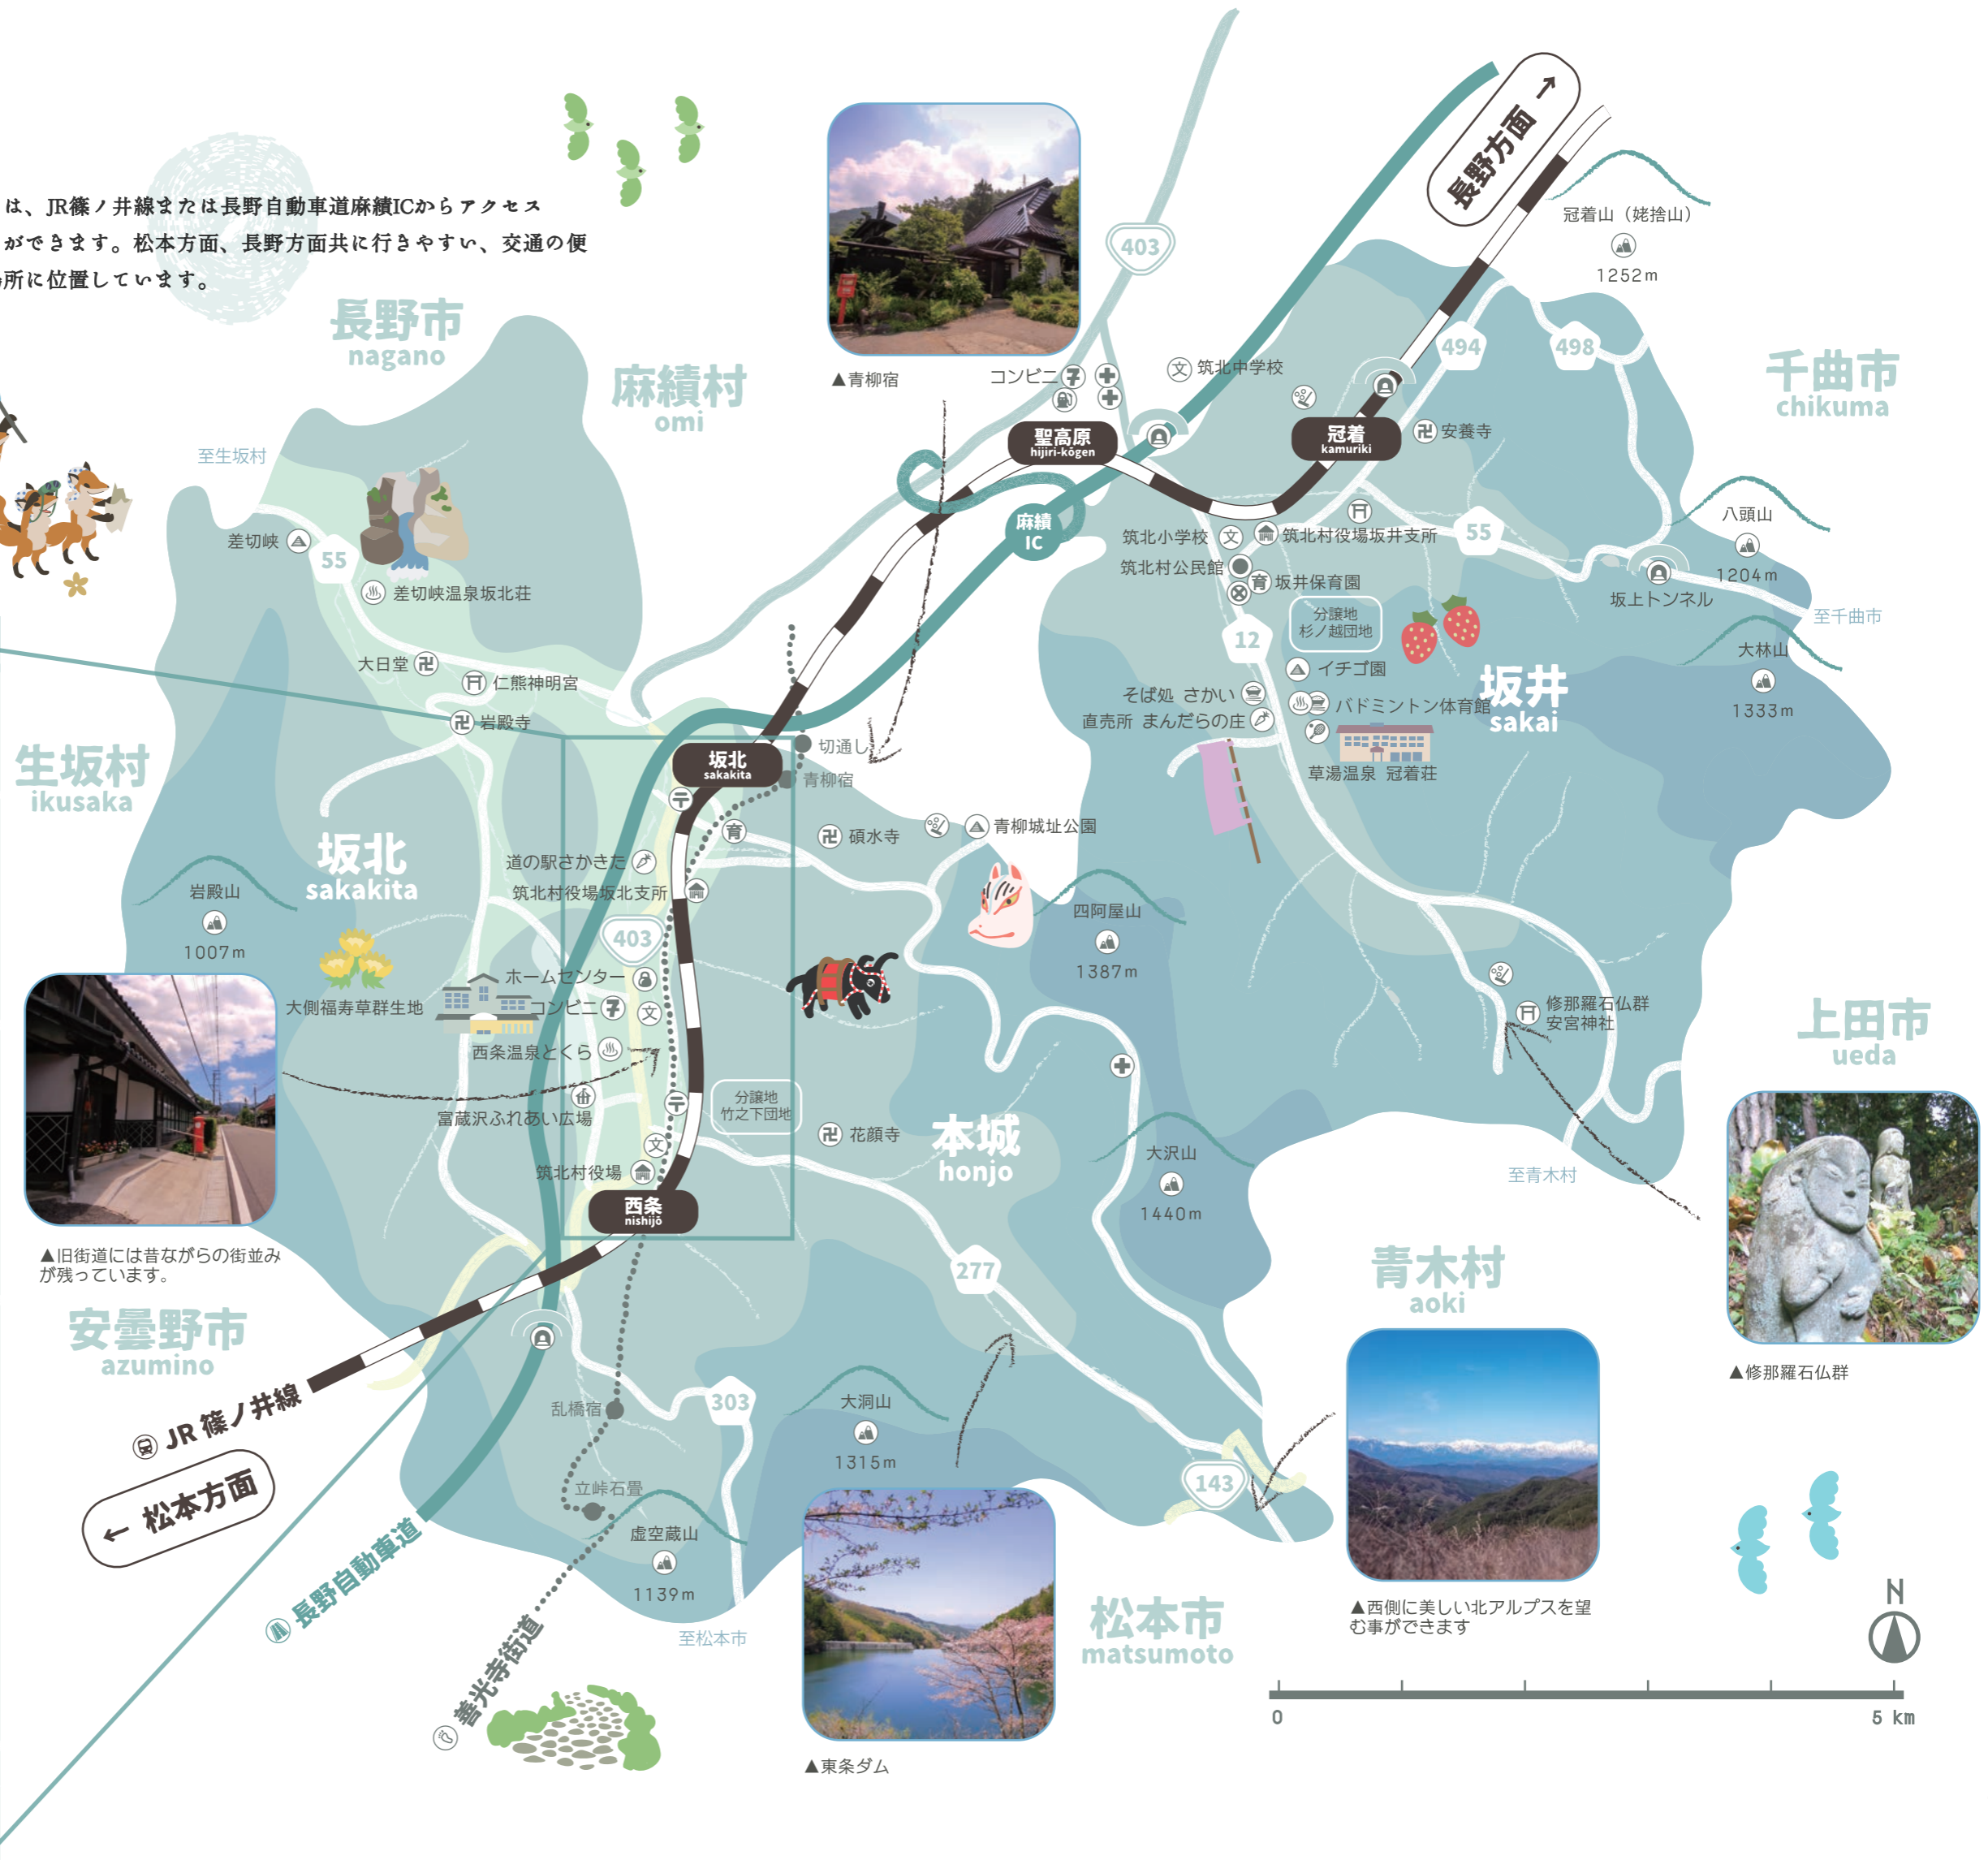 は、JR篠ノ井線または長野自動車道麻績ICからアクセス
ができます。松本方面、長野方面共に行きやすい、交通の便
所に位置しています。
長野市
nagano
麻績村
omi
▲青柳宿
403
長野方面 →
冠着山（姨捨山）
1252m
494
498
千曲市
chikuma
コンビニ
文
筑北中学校
聖高原
hijiri-kōgen
冠着
kamuriki
安養寺
至生坂村
差切峡
55
差切峡温泉坂北荘
麻績
IC
筑北小学校
文
筑北村役場坂井支所
55
筑北村公民館
育
坂井保育園
八頭山
1204m
坂上トンネル
至千曲市
分譲地
杉ノ越団地
12
大林山
1333m
イチゴ園
坂井
sakai
そば処 さかい
バドミントン体育館
直売所 まんだらの庄
草湯温泉 冠着荘
大日堂
仁熊神明宮
岩殿寺
生坂村
ikusaka
坂北
sakakita
切通し
青柳宿
育
碩水寺
青柳城址公園
坂北
sakakita
道の駅さかきた
筑北村役場坂北支所
岩殿山
1007m
403
四阿屋山
1387m
ホームセンター
コンビニ
文
大側福寿草群生地
西条温泉とくら
修那羅石仏群
安宮神社
上田市
ueda
富蔵沢ふれあい広場
分譲地
竹之下団地
文
花顔寺
本城
honjo
筑北村役場
西条
nishijō
大沢山
1440m
至青木村
▲旧街道には昔ながらの街並み
が残っています。
安曇野市
azumino
277
青木村
aoki
▲修那羅石仏群
JR 篠ノ井線
← 松本方面
乱橋宿
303
大洞山
1315m
143
立峠石畳
虚空蔵山
1139m
長野自動車道
至松本市
善光寺街道
松本市
matsumoto
▲西側に美しい北アルプスを望
む事ができます
N
0
5 km
▲東条ダム